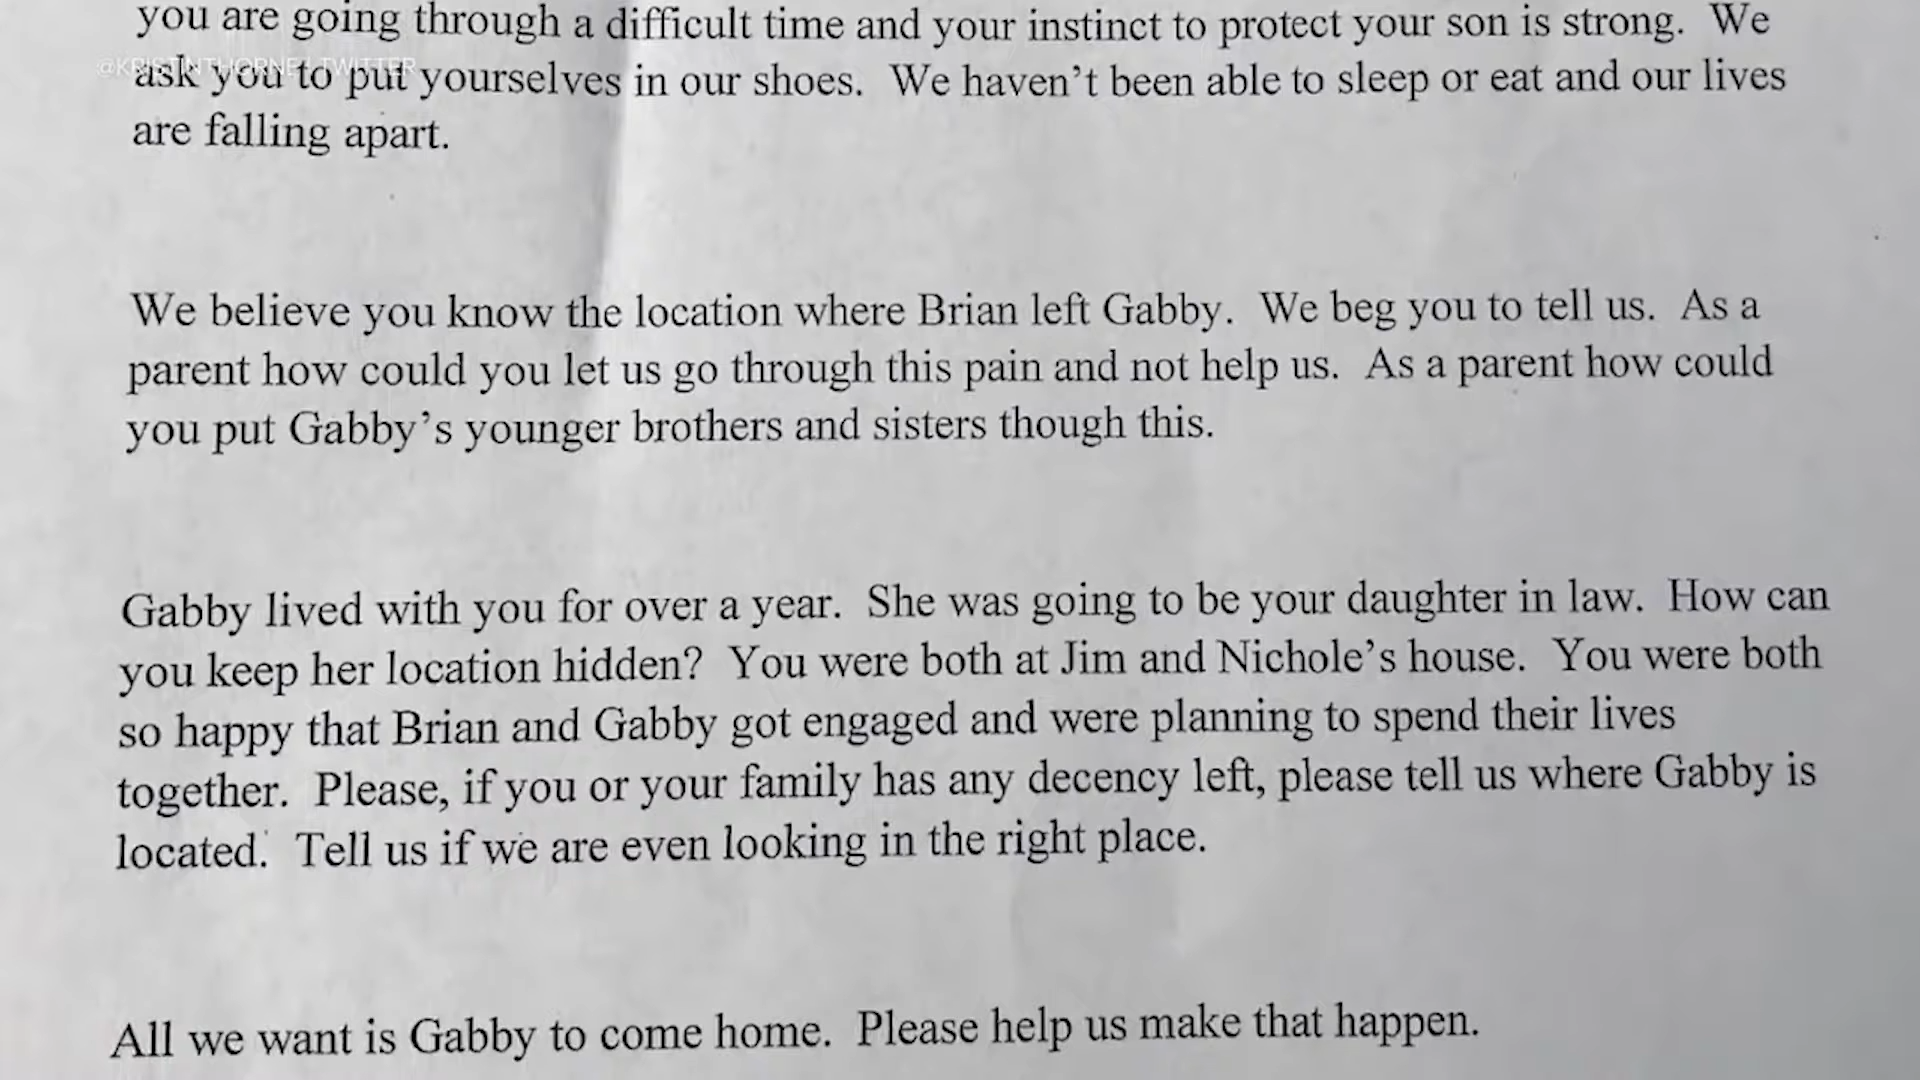 you are going through a difficult time and your instinct to protect your son is strong.  We
@KRISTINTHORNE / TWITTER
ask you to put yourselves in our shoes.  We haven’t been able to sleep or eat and our lives
are falling apart.
We believe you know the location where Brian left Gabby.  We beg you to tell us.  As a
parent how could you let us go through this pain and not help us.  As a parent how could
you put Gabby’s younger brothers and sisters though this.
Gabby lived with you for over a year.  She was going to be your daughter in law.  How can
you keep her location hidden?  You were both at Jim and Nichole’s house.  You were both
so happy that Brian and Gabby got engaged and were planning to spend their lives
together.  Please, if you or your family has any decency left, please tell us where Gabby is
located.  Tell us if we are even looking in the right place.
All we want is Gabby to come home.  Please help us make that happen.